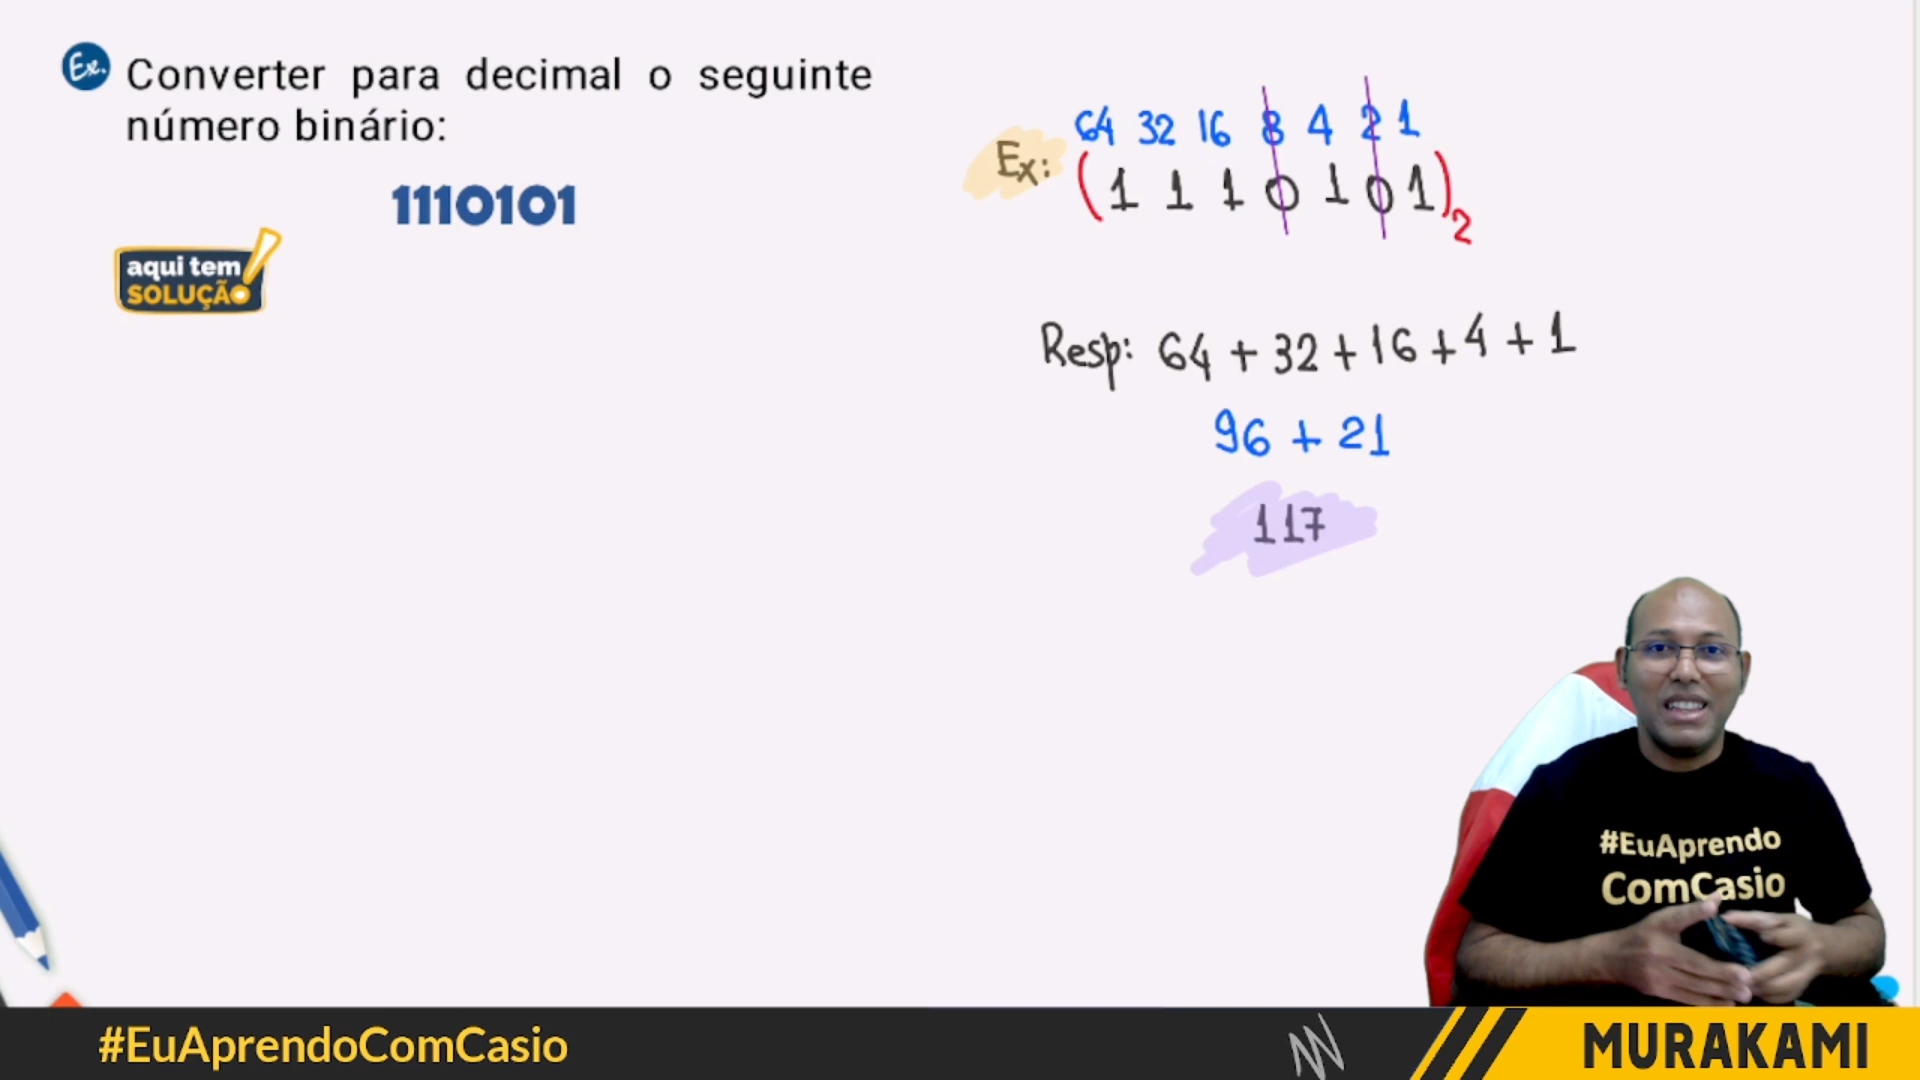 Ex. Converter para decimal o seguinte
número binário:
1110101
aqui tem
SOLUÇÃO!
64 32 16 8 4 2 1
Ex: (1 1 1 0 1 0 1)2
Resp: 64 + 32 + 16 + 4 + 1
96 + 21
117
#EuAprendo
ComCasio
#EuAprendoComCasio
MURAKAMI